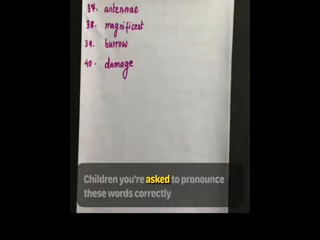 37. antennae
38. magnificent
39. burrow
40. damage
Children you're asked to pronounce
these words correctly